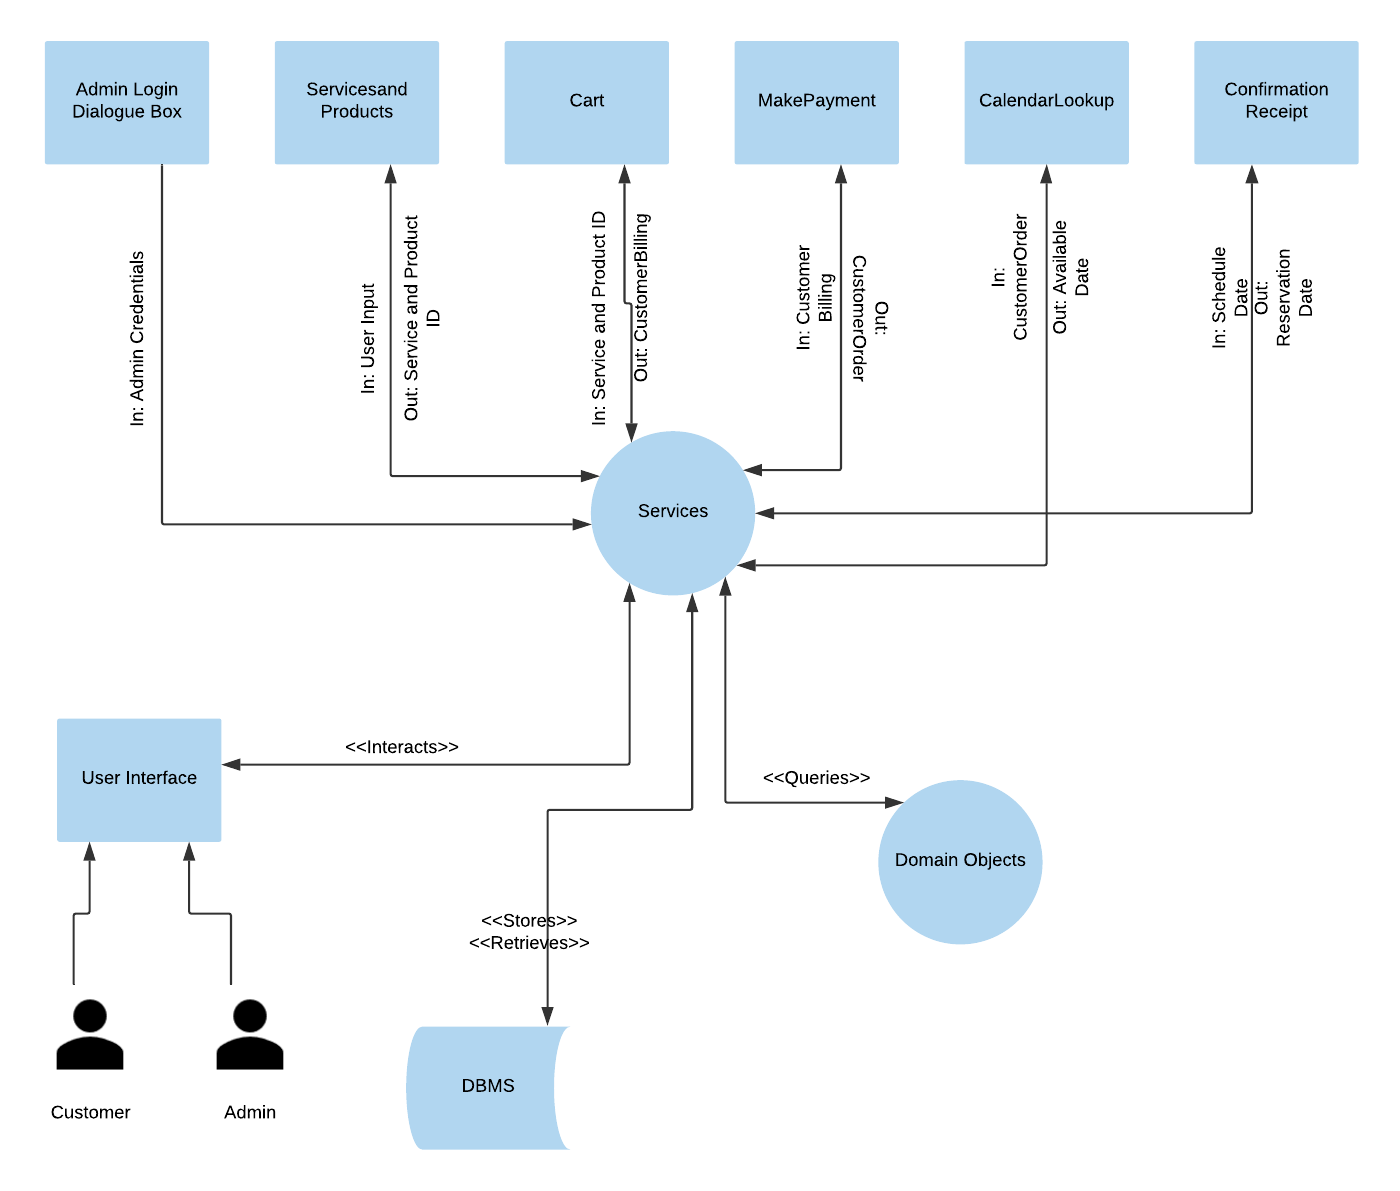 Admin Login
Dialogue Box
Servicesand
Products
Cart
MakePayment
CalendarLookup
Confirmation
Receipt
In: Admin Credentials
In: User Input
Out: Service and Product
ID
In: Service and Product ID
Out: CustomerBilling
In: Customer
Billing
Out:
CustomerOrder
In:
CustomerOrder
Out: Available
Date
In: Schedule
Date
Out:
Reservation
Date
Services
<<Interacts>>
User Interface
<<Queries>>
Domain Objects
<<Stores>>
<<Retrieves>>
DBMS
Customer
Admin